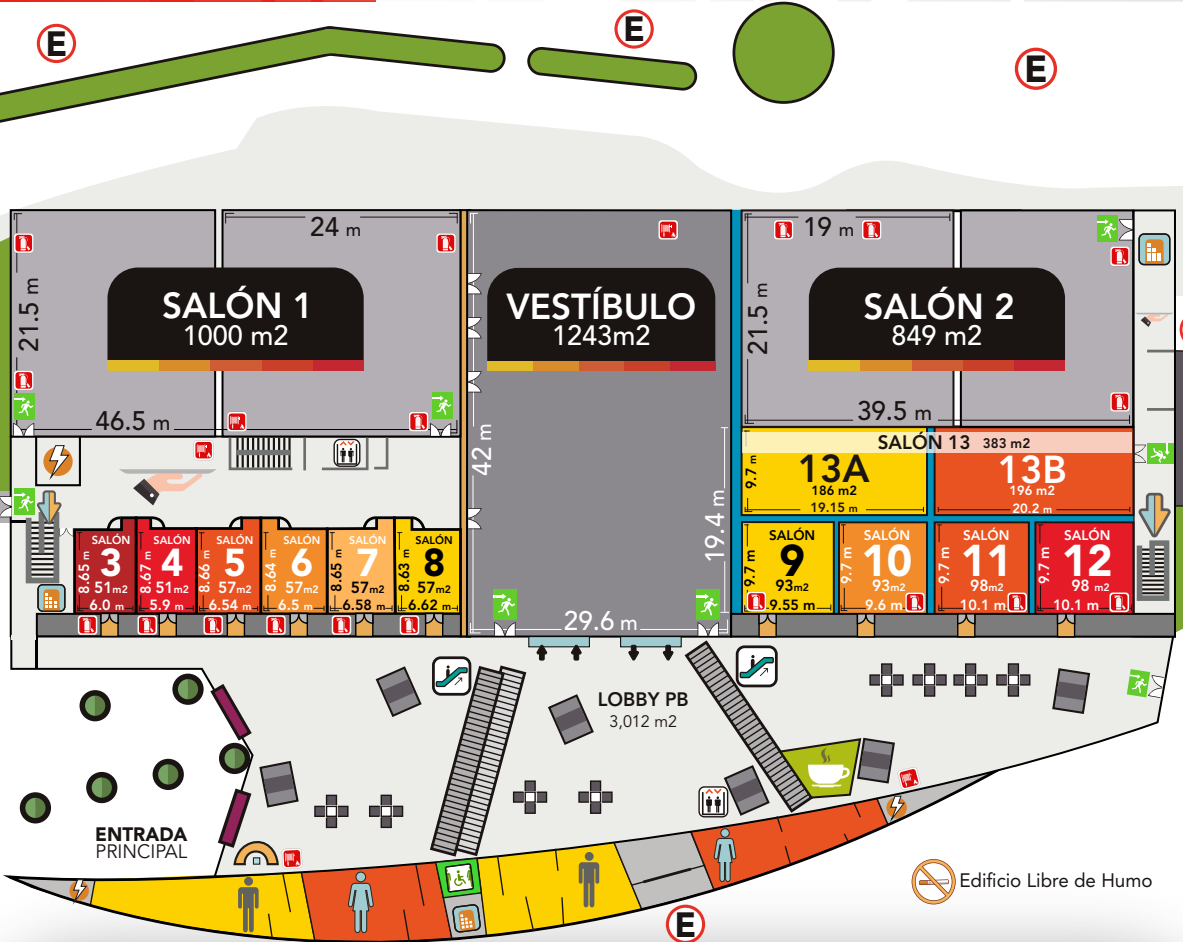 E
E
E
24 m
21.5 m
SALÓN 1
1000 m2
46.5 m
VESTÍBULO
1243m2
42 m
19.4 m
29.6 m
19 m
21.5 m
SALÓN 2
849 m2
39.5 m
SALÓN 13 383 m2
9.7 m
13A
186 m2
19.15 m
13B
196 m2
20.2 m
SALÓN
3
51m2
8.65 m
6.0 m
SALÓN
4
51m2
8.67 m
5.9 m
SALÓN
5
57m2
8.66 m
6.54 m
SALÓN
6
57m2
8.64 m
6.5 m
SALÓN
7
57m2
8.65 m
6.58 m
SALÓN
8
57m2
8.63 m
6.62 m
SALÓN
9
93m2
9.7 m
9.55 m
SALÓN
10
93m2
9.7 m
9.6 m
SALÓN
11
98m2
9.7 m
10.1 m
SALÓN
12
98 m2
9.7 m
10.1 m
LOBBY PB
3,012 m2
ENTRADA
PRINCIPAL
Edificio Libre de Humo
E